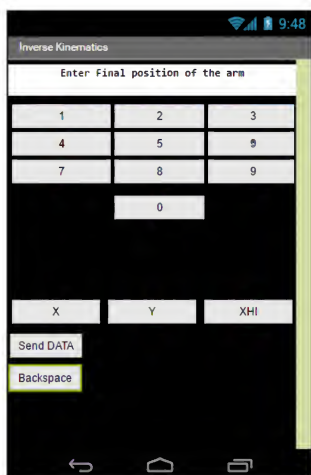 9:48
Inverse Kinematics
Enter Final position of the arm
1 2 3
4 5 6
7 8 9
0
X Y XHI
Send DATA
Backspace